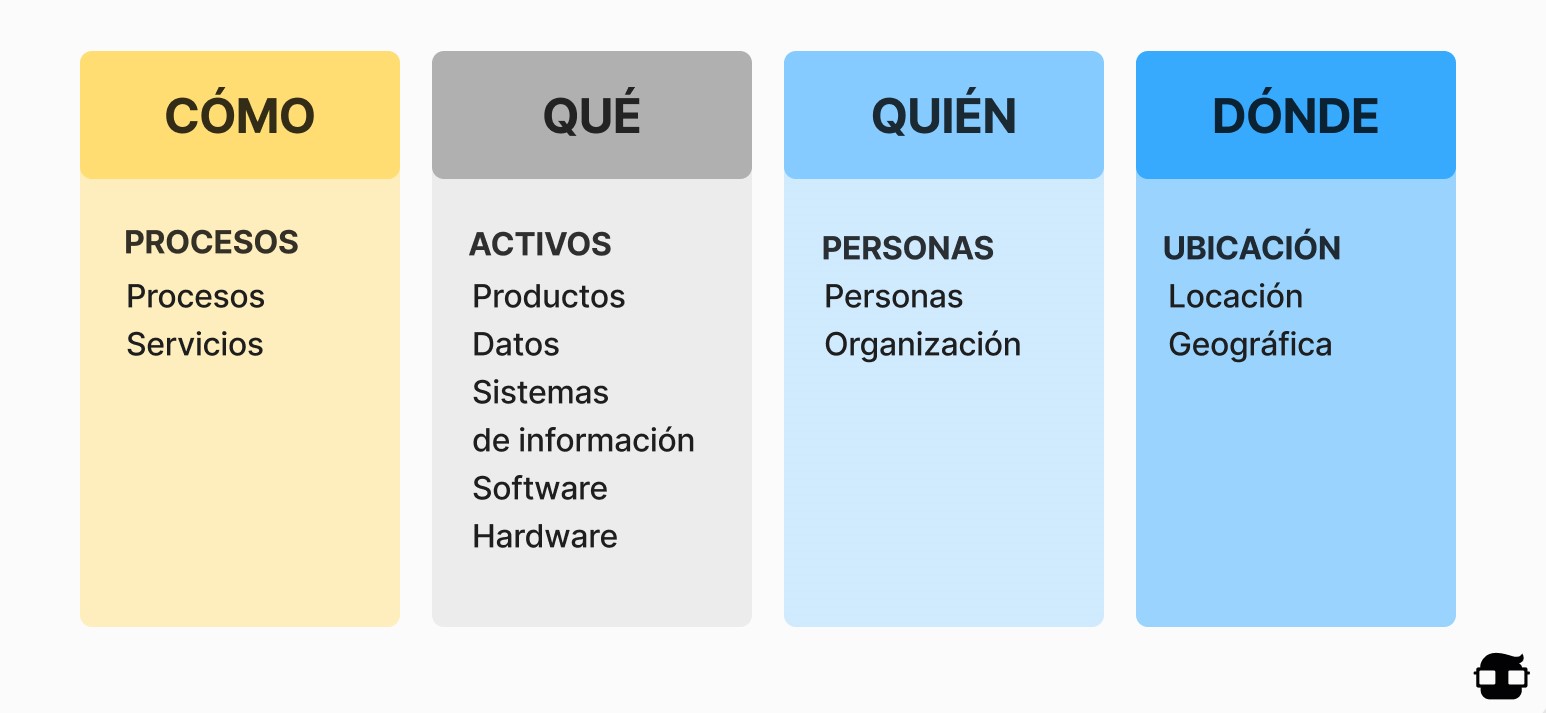 CÓMO
PROCESOS
Procesos
Servicios
QUÉ
ACTIVOS
Productos
Datos
Sistemas
de información
Software
Hardware
QUIÉN
PERSONAS
Personas
Organización
DÓNDE
UBICACIÓN
Locación
Geográfica